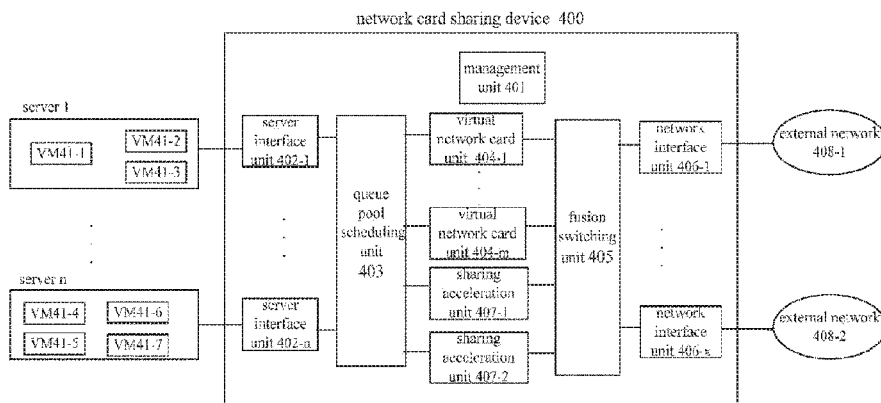 network card sharing device 400
management
unit 401
server 1
VM41-1
VM41-2
VM41-3
server
interface
unit 402-1
virtual
network card
unit 404-1
network
interface
unit 406-1
external network
408-1
queue
pool
scheduling
unit
403
virtual
network card
unit 404-m
fusion
switching
unit 405
server n
VM41-4
VM41-6
VM41-5
VM41-7
server
interface
unit 402-n
sharing
acceleration
unit 407-1
sharing
acceleration
unit 407-2
network
interface
unit 406-x
external network
408-2